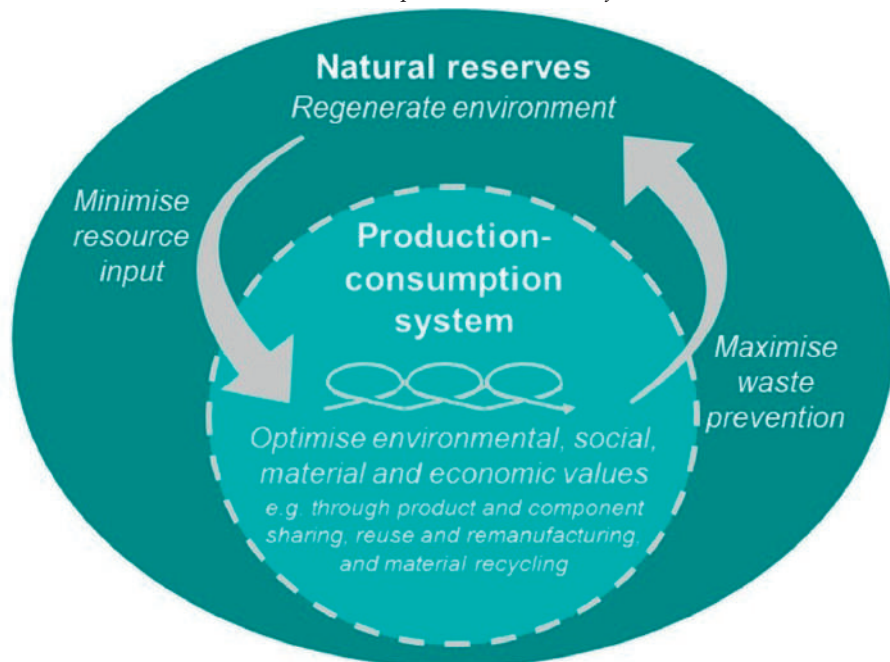 Natural reserves
Regenerate environment
Minimise
resource
input
Production-
consumption
system
Optimise environmental, social,
material and economic values
e.g. through product and component
sharing, reuse and remanufacturing,
and material recycling
Maximise
waste
prevention